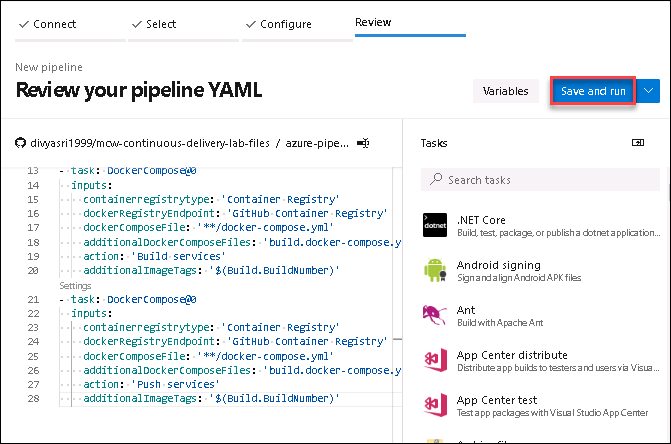 Connect
Select
Configure
Review
New pipeline
Review your pipeline YAML
Variables
Save and run
divyasri1999/mcw-continuous-delivery-lab-files / azure-pipe...
Tasks
13 - task: DockerCompose@0
14 inputs:
15 containerregistrytype: 'Container Registry'
16 dockerRegistryEndpoint: 'GitHub Container Registry'
17 dockerComposeFile: '**/docker-compose.yml'
18 additionalDockerComposeFiles: 'build.docker-compose.y
19 action: 'Build services'
20 additionalImageTags: '$(Build.BuildNumber)'
Settings
21 - task: DockerCompose@0
22 inputs:
23 containerregistrytype: 'Container Registry'
24 dockerRegistryEndpoint: 'GitHub Container Registry'
25 dockerComposeFile: '**/docker-compose.yml'
26 additionalDockerComposeFiles: 'build.docker-compose.y
27 action: 'Push services'
28 additionalImageTags: '$(Build.BuildNumber)'
Search tasks
dotnet
.NET Core
Build, test, package, or publish a dotnet application...
Android signing
Sign and align Android APK files
Ant
Build with Apache Ant
App Center distribute
Distribute app builds to testers and users via Visua...
App Center test
Test app packages with Visual Studio App Center